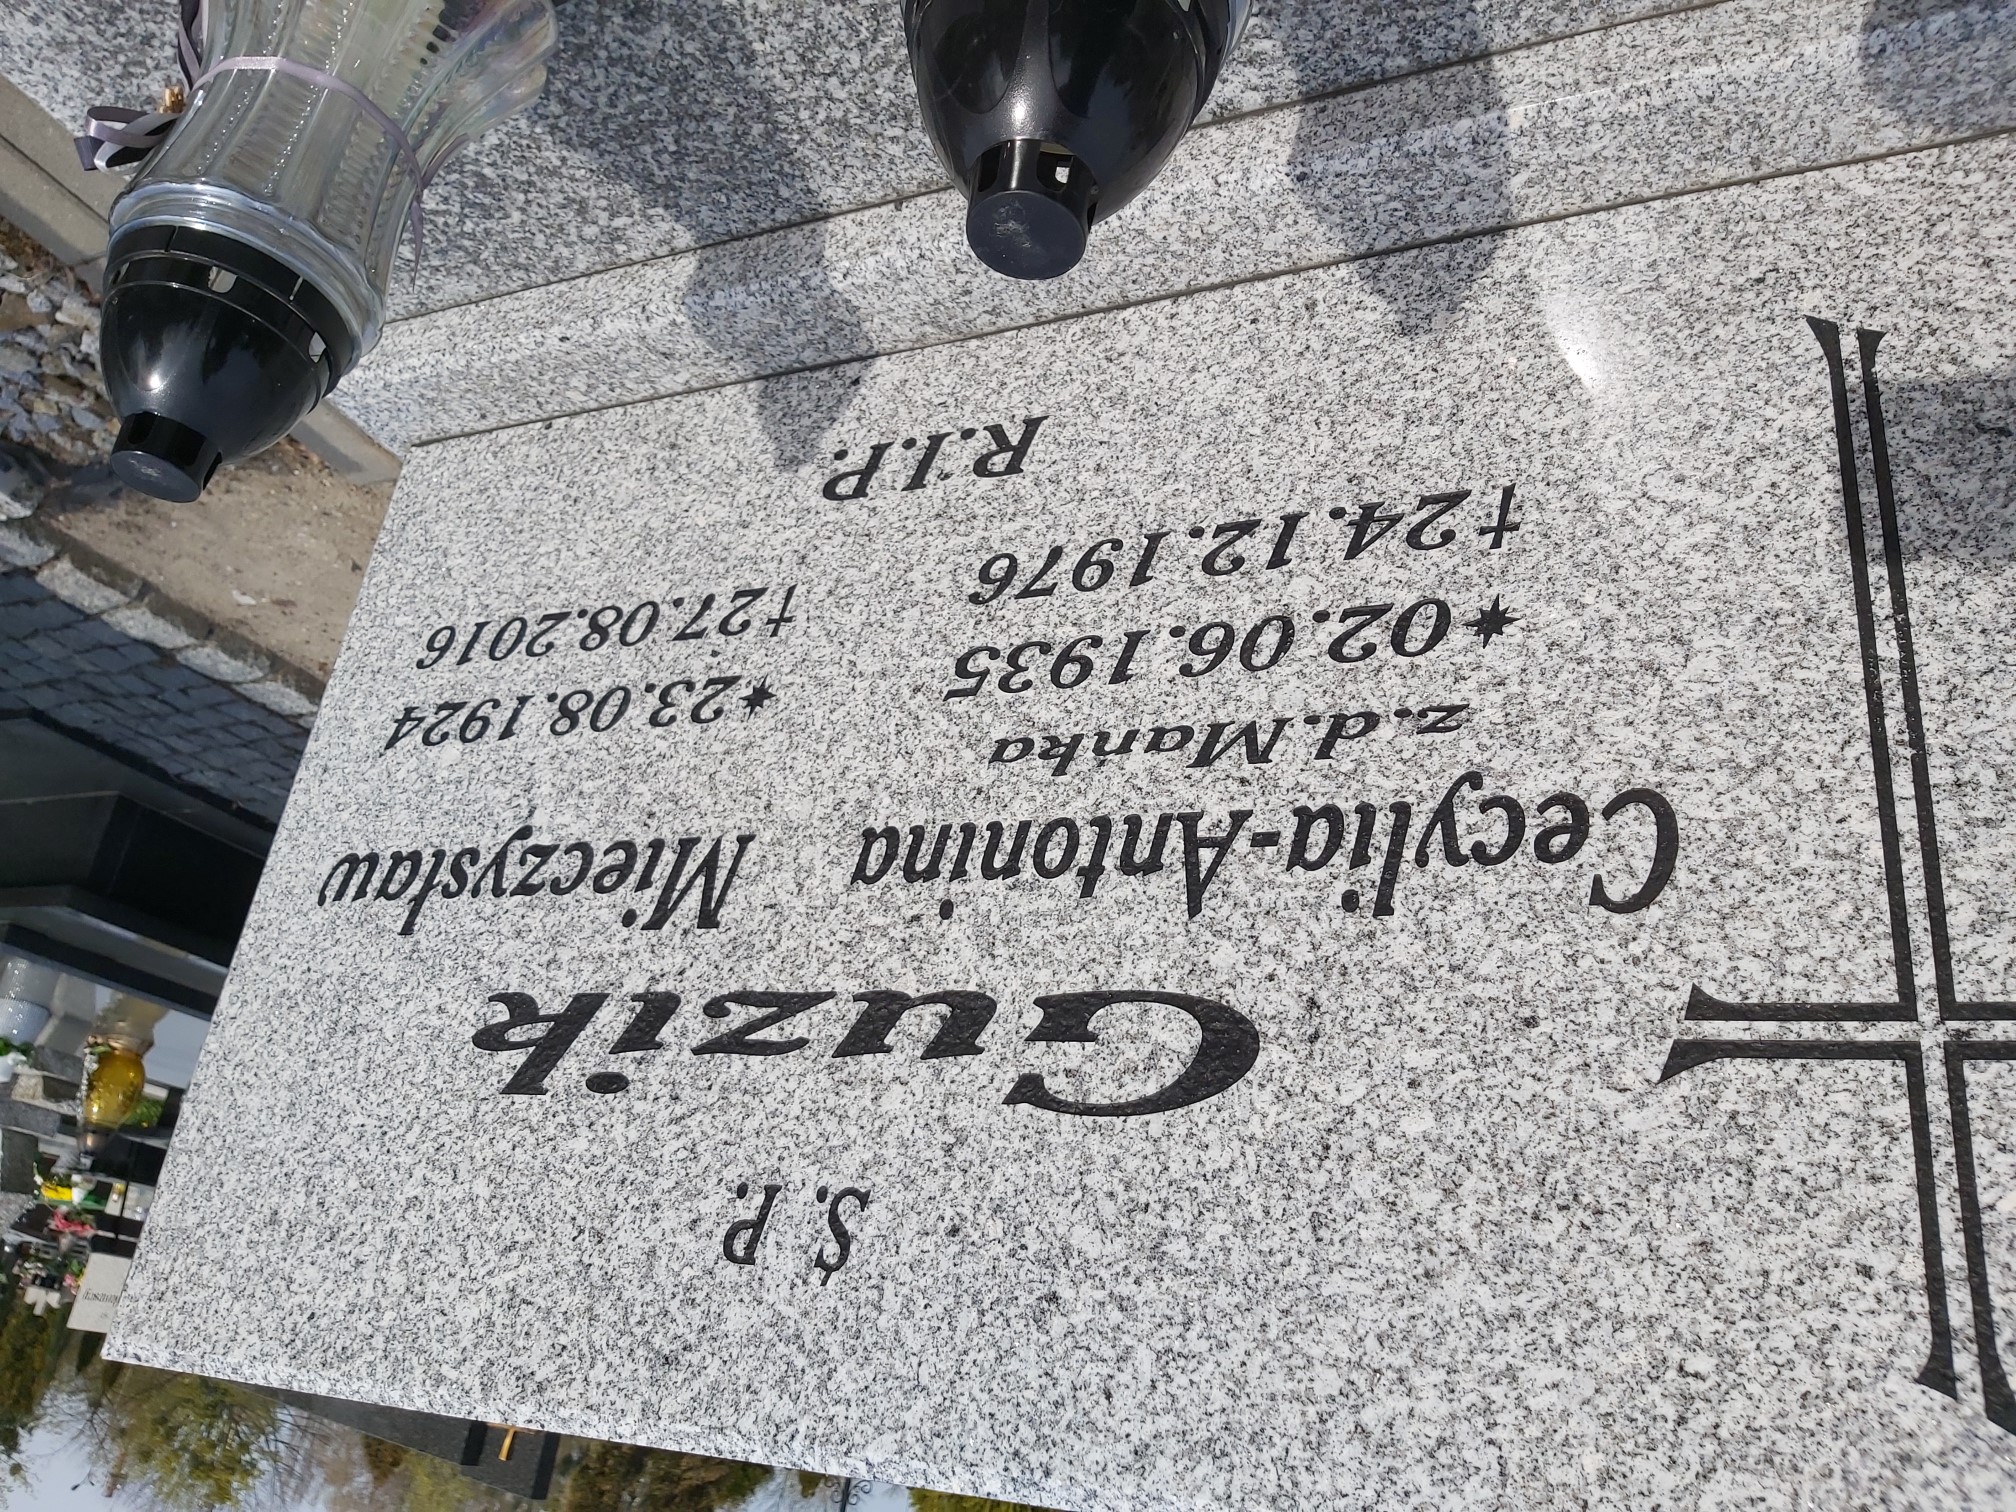 Ś. P.
Guzik
Cecylia-Antonina Mieczysław
z.d. Mańka
*02.06.1935 *23.08.1924
†24.12.1976 †27.08.2016
R.I.P.